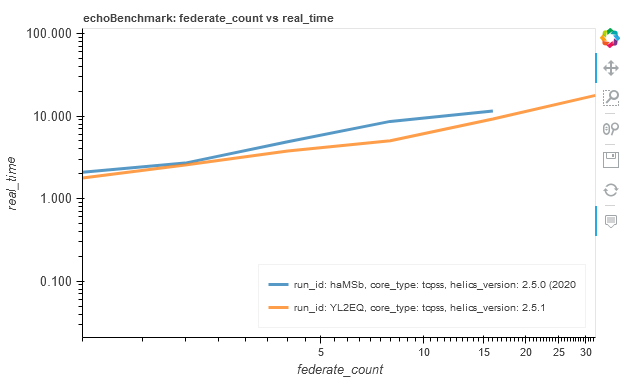 echoBenchmark: federate_count vs real_time
100.000
10.000
1.000
0.100
real_time
run_id: haMSb, core_type: tcpss, helics_version: 2.5.0 (2020
run_id: YL2EQ, core_type: tcpss, helics_version: 2.5.1
5
10
15
20
25
30
federate_count